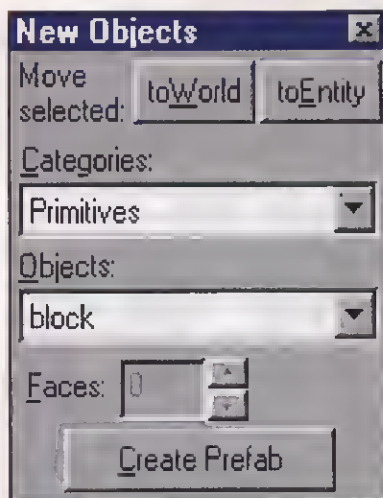 New Objects
Move selected: toWorld toEntity
Categories:
Primitives
Objects:
block
Faces: 0
Create Prefab